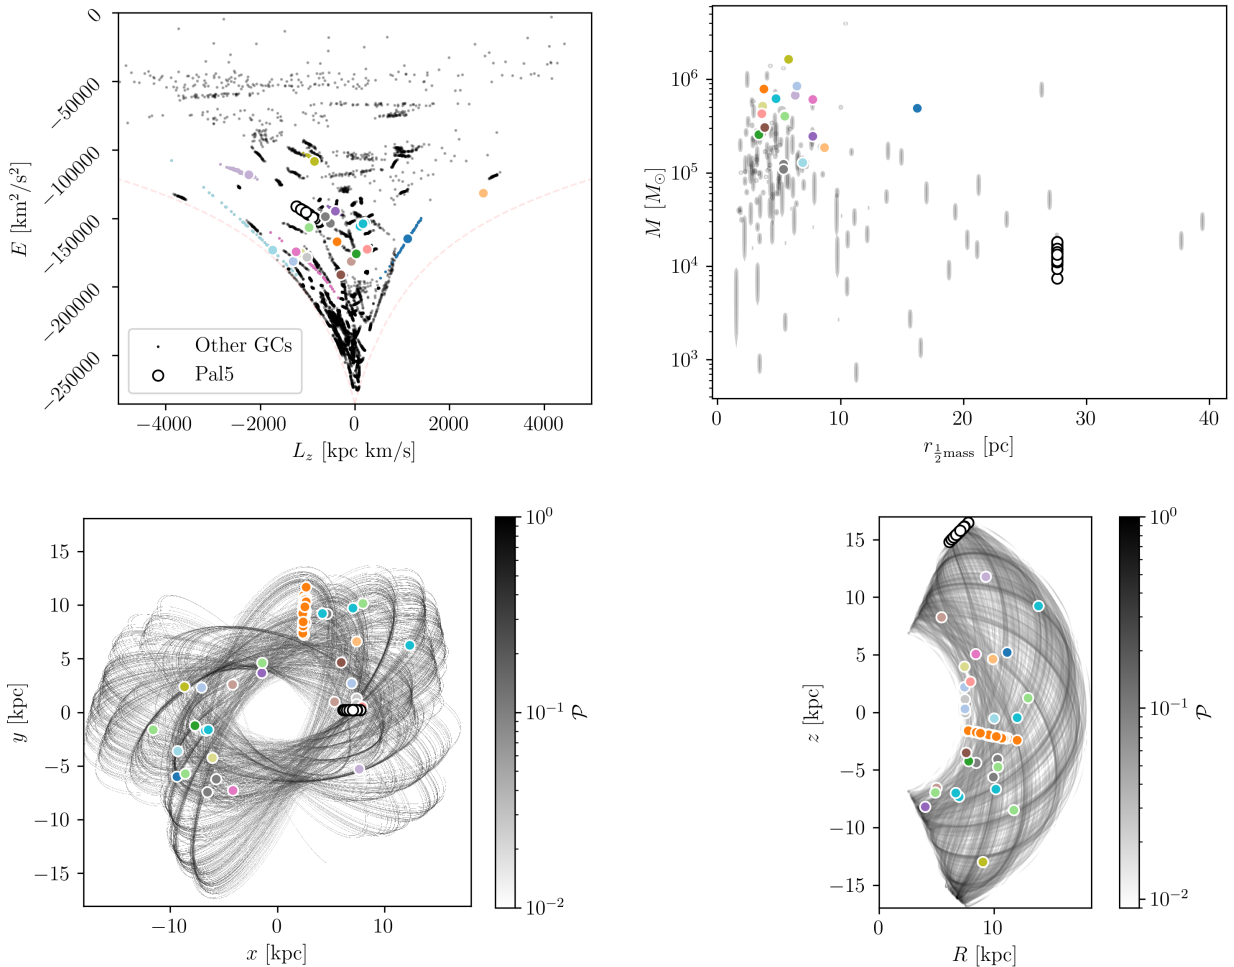 0
−50000
−100000
−150000
−200000
−250000
E [km²/s²]
Other GCs
Pal5
−4000 −2000 0 2000 4000
L_z [kpc km/s]
10⁶
10⁵
10⁴
10³
M [M☉]
0 10 20 30 40
r_½mass [pc]
15
10
5
0
−5
−10
−15
y [kpc]
−10 0 10
x [kpc]
10⁰
10⁻¹
10⁻²
𝒫
15
10
5
0
−5
−10
−15
z [kpc]
0 10
R [kpc]
10⁰
10⁻¹
10⁻²
𝒫